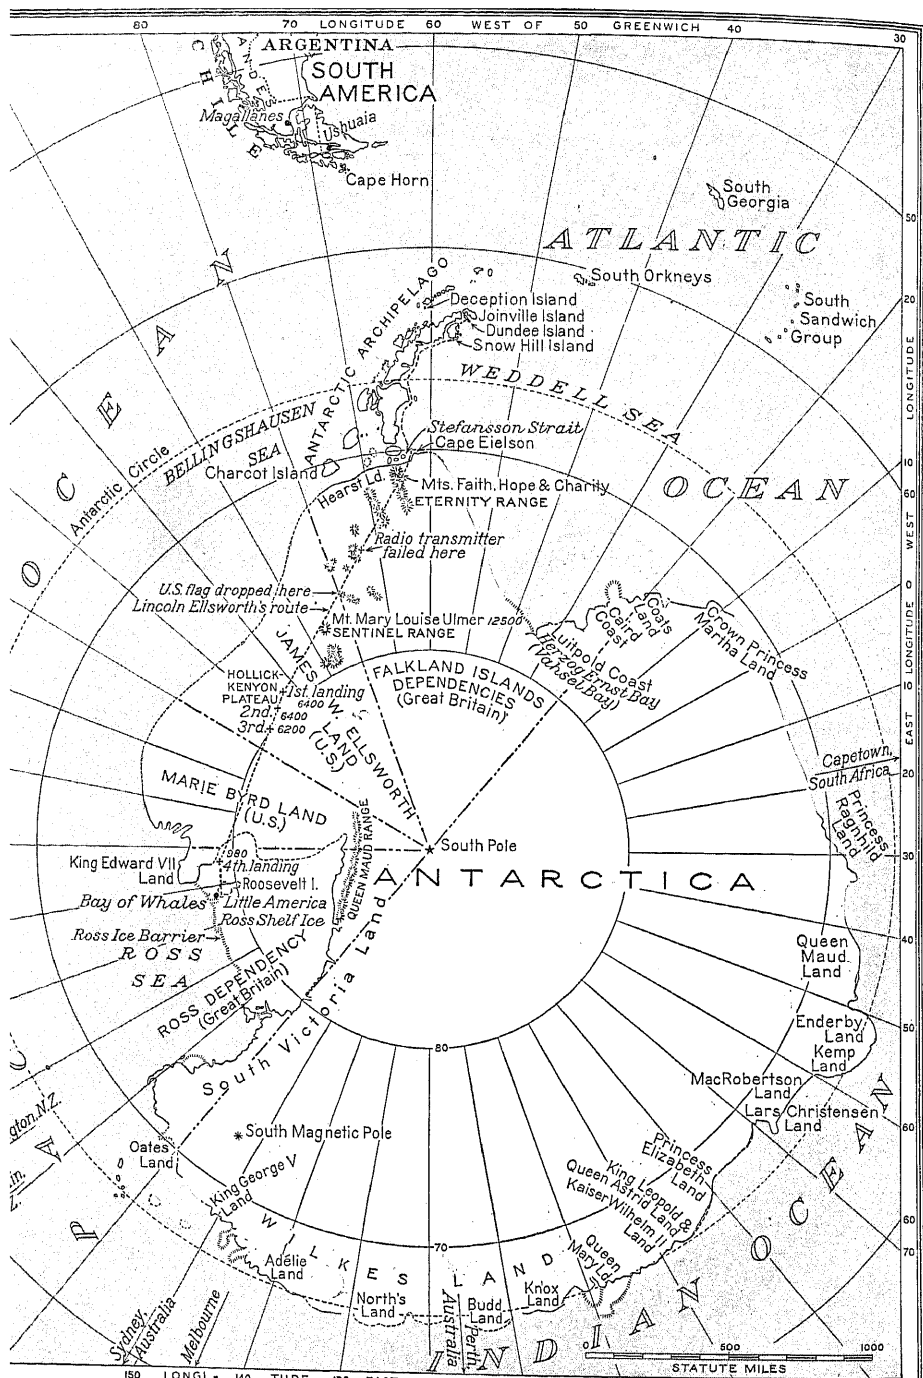 80 70 LONGITUDE 60 WEST OF 50 GREENWICH 40 30
ANDES
ARGENTINA
CHILE
SOUTH
AMERICA
Magallanes
Ushuaia
Cape Horn
South
Georgia
50
ATLANTIC
South Orkneys
20
South
Sandwich
Group
ANTARCTIC ARCHIPELAGO
Deception Island
Joinville Island
Dundee Island
Snow Hill Island
WEDDELL SEA
OCEAN
LONGITUDE
10
60
WEST
Antarctic Circle
BELLINGSHAUSEN
SEA
Charcot Island
Stefansson Strait
Cape Eielson
Hearst Ld.
Mts. Faith, Hope & Charity
ETERNITY RANGE
OCEAN
Radio transmitter
failed here
U.S. flag dropped here
Lincoln Ellsworth's route
Mt. Mary Louise Ulmer 12500
SENTINEL RANGE
0
EAST LONGITUDE
10
Luitpold Coast
Herzog Ernst Bay
(Vahsel Bay)
Caird
Coast
Coats
Land
Crown Princess
Martha Land
JAMES
W. ELLSWORTH
LAND
(U.S.)
HOLLICK-
KENYON
PLATEAU
1st. landing
6400
2nd. 6400
3rd. 6200
FALKLAND ISLANDS
DEPENDENCIES
(Great Britain)
Capetown,
South Africa
20
MARIE BYRD LAND
(U.S.)
QUEEN MAUD RANGE
South Pole
Princess
Ragnhild
Land
30
ANTARCTICA
King Edward VII
Land
980
4th. landing
Roosevelt I.
Bay of Whales
Little America
Ross Shelf Ice
Ross Ice Barrier
ROSS
SEA
ROSS DEPENDENCY
(Great Britain)
South Victoria Land
40
Queen
Maud
Land
50
Enderby
Land
Kemp
Land
80
MacRobertson
Land
Lars Christensen
Land
60
South Magnetic Pole
Oates
Land
King George V
Land
Princess
Elizabeth
Land
King Leopold &
Queen Astrid Land
Kaiser Wilhelm II
Land
Queen
Mary Ld.
70
60
70
WILKES LAND
Adélie
Land
North's
Land
Budd
Land
Knox
Land
INDIAN OCEAN
Sydney,
Australia
Melbourne
Perth,
Australia
0 500 1000
STATUTE MILES
150 140